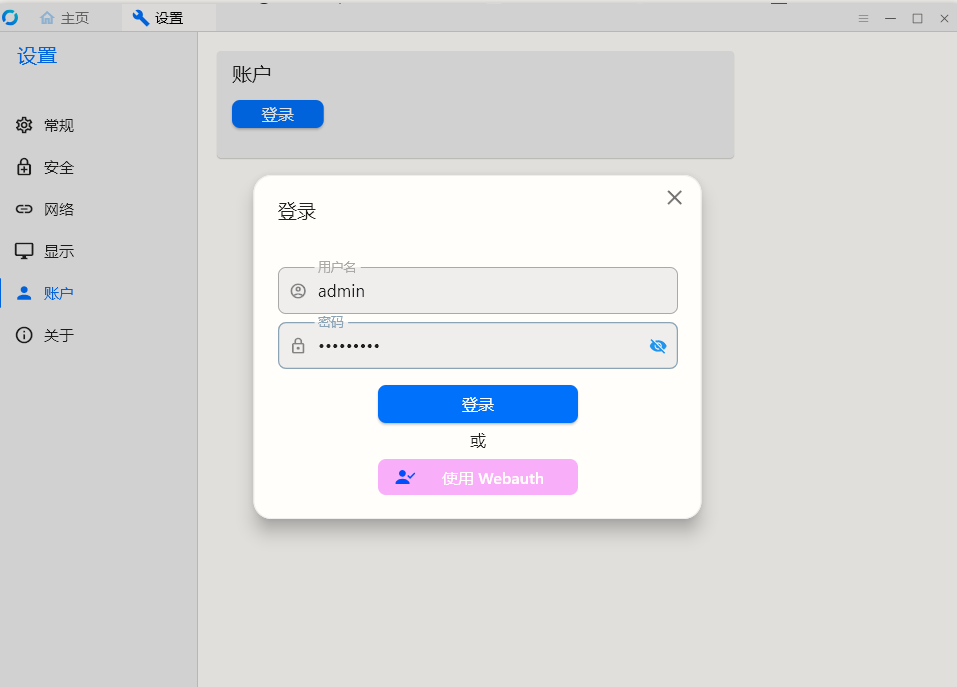 主页
设置
设置
常规
安全
网络
显示
账户
关于
账户
登录
登录
用户名
admin
密码
•••••••••
登录
或
使用 Webauth